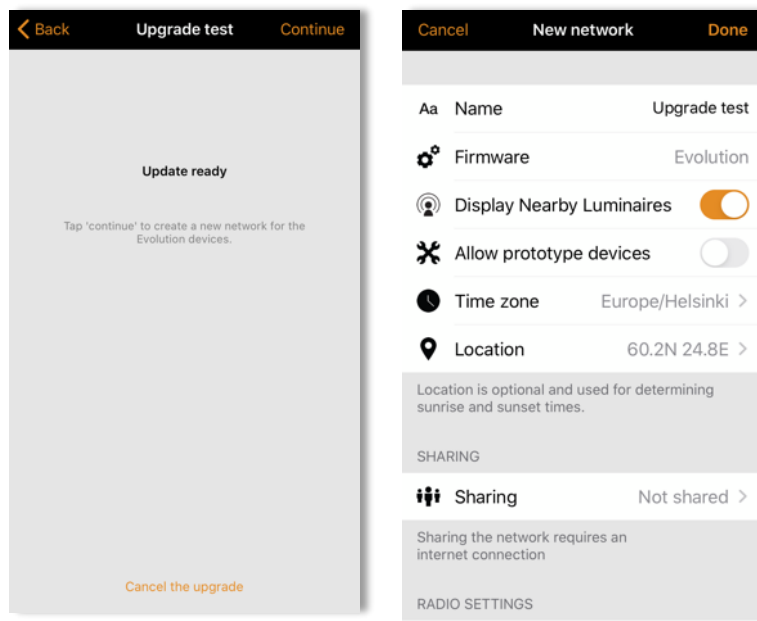 Back Upgrade test Continue
Update ready
Tap 'continue' to create a new network for the
Evolution devices.
Cancel the upgrade
Cancel New network Done
Aa Name Upgrade test
Firmware Evolution
Display Nearby Luminaires
Allow prototype devices
Time zone Europe/Helsinki
Location 60.2N 24.8E
Location is optional and used for determining
sunrise and sunset times.
SHARING
Sharing Not shared
Sharing the network requires an
internet connection
RADIO SETTINGS